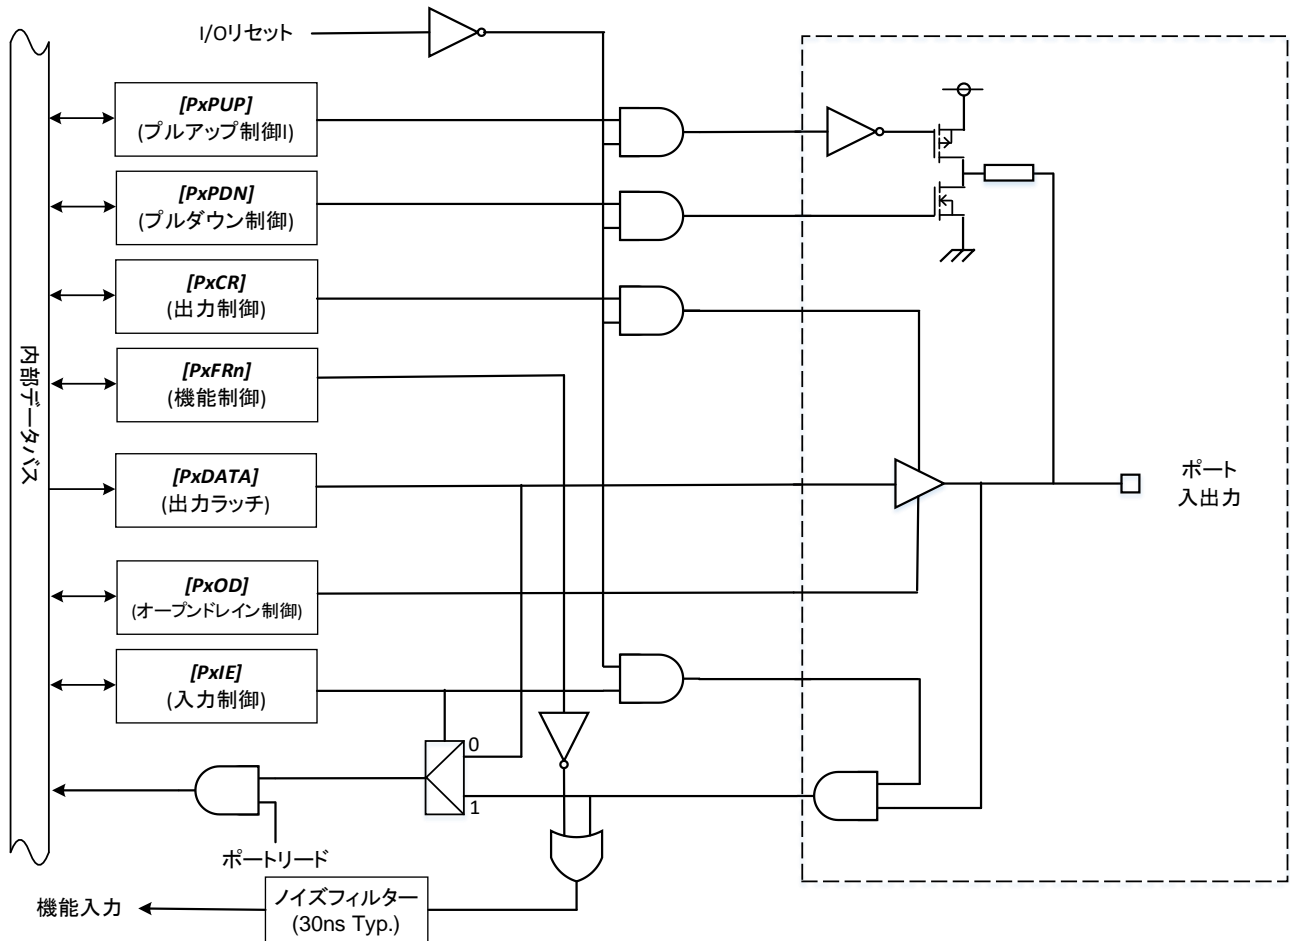 I/Oリセット
[PxPUP]
(プルアップ制御l)
[PxPDN]
(プルダウン制御)
[PxCR]
(出力制御)
内部データバス
[PxFRn]
(機能制御)
[PxDATA]
(出力ラッチ)
ポート
入出力
[PxOD]
(オープンドレイン制御)
[PxIE]
(入力制御)
0
1
ポートリード
機能入力
ノイズフィルター
(30ns Typ.)